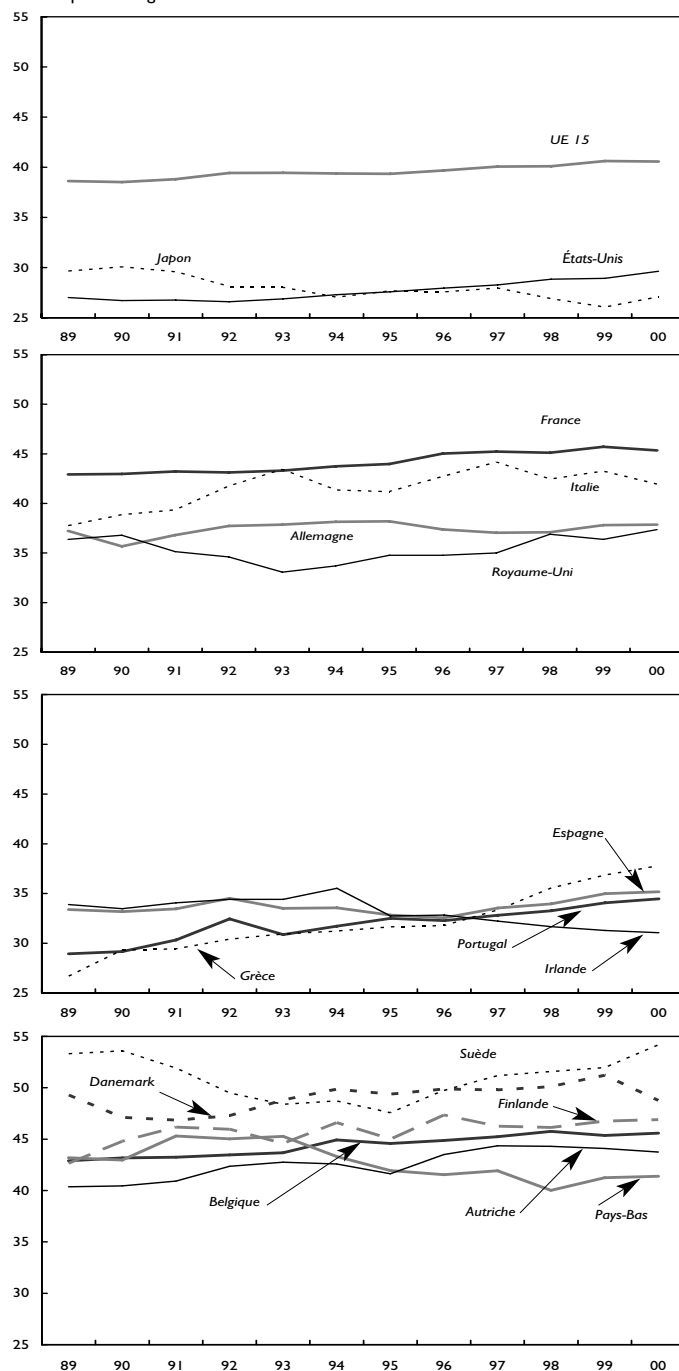 55
50
45
UE 15
40
35
Japon
États-Unis
30
25
89 90 91 92 93 94 95 96 97 98 99 00
55
50
France
45
Italie
40
Allemagne
35
Royaume-Uni
30
25
89 90 91 92 93 94 95 96 97 98 99 00
55
50
45
40
Espagne
35
30
Portugal
Grèce
Irlande
25
89 90 91 92 93 94 95 96 97 98 99 00
55
Suède
Danemark
50
Finlande
45
Belgique
Autriche
Pays-Bas
40
35
30
25
89 90 91 92 93 94 95 96 97 98 99 00